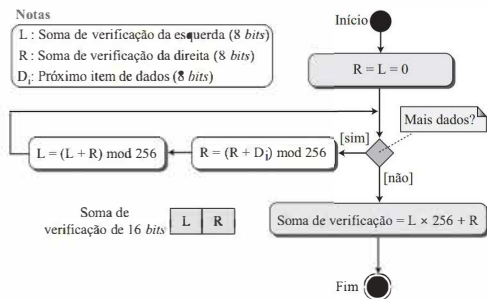 Notas
L : Soma de verificação da esquerda (8 bits)
R : Soma de verificação da direita (8 bits)
Di: Próximo item de dados (8 bits)
Início
R = L = 0
Mais dados?
[sim]
L = (L + R) mod 256
R = (R + Di) mod 256
[não]
Soma de
verificação de 16 bits
L R
Soma de verificação = L × 256 + R
Fim